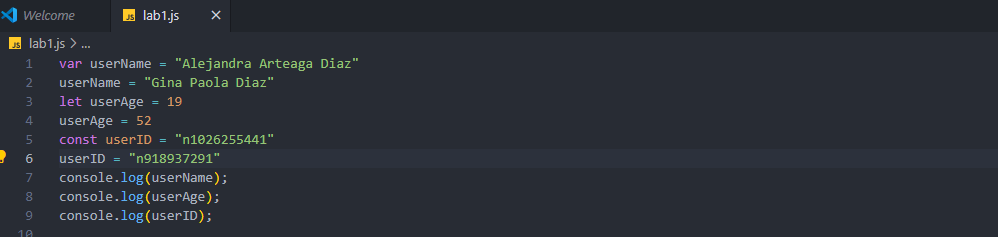 Welcome lab1.js ×
JS lab1.js > ...
1 var userName = "Alejandra Arteaga Diaz"
2 userName = "Gina Paola Diaz"
3 let userAge = 19
4 userAge = 52
5 const userID = "n1026255441"
6 userID = "n918937291"
7 console.log(userName);
8 console.log(userAge);
9 console.log(userID);
10